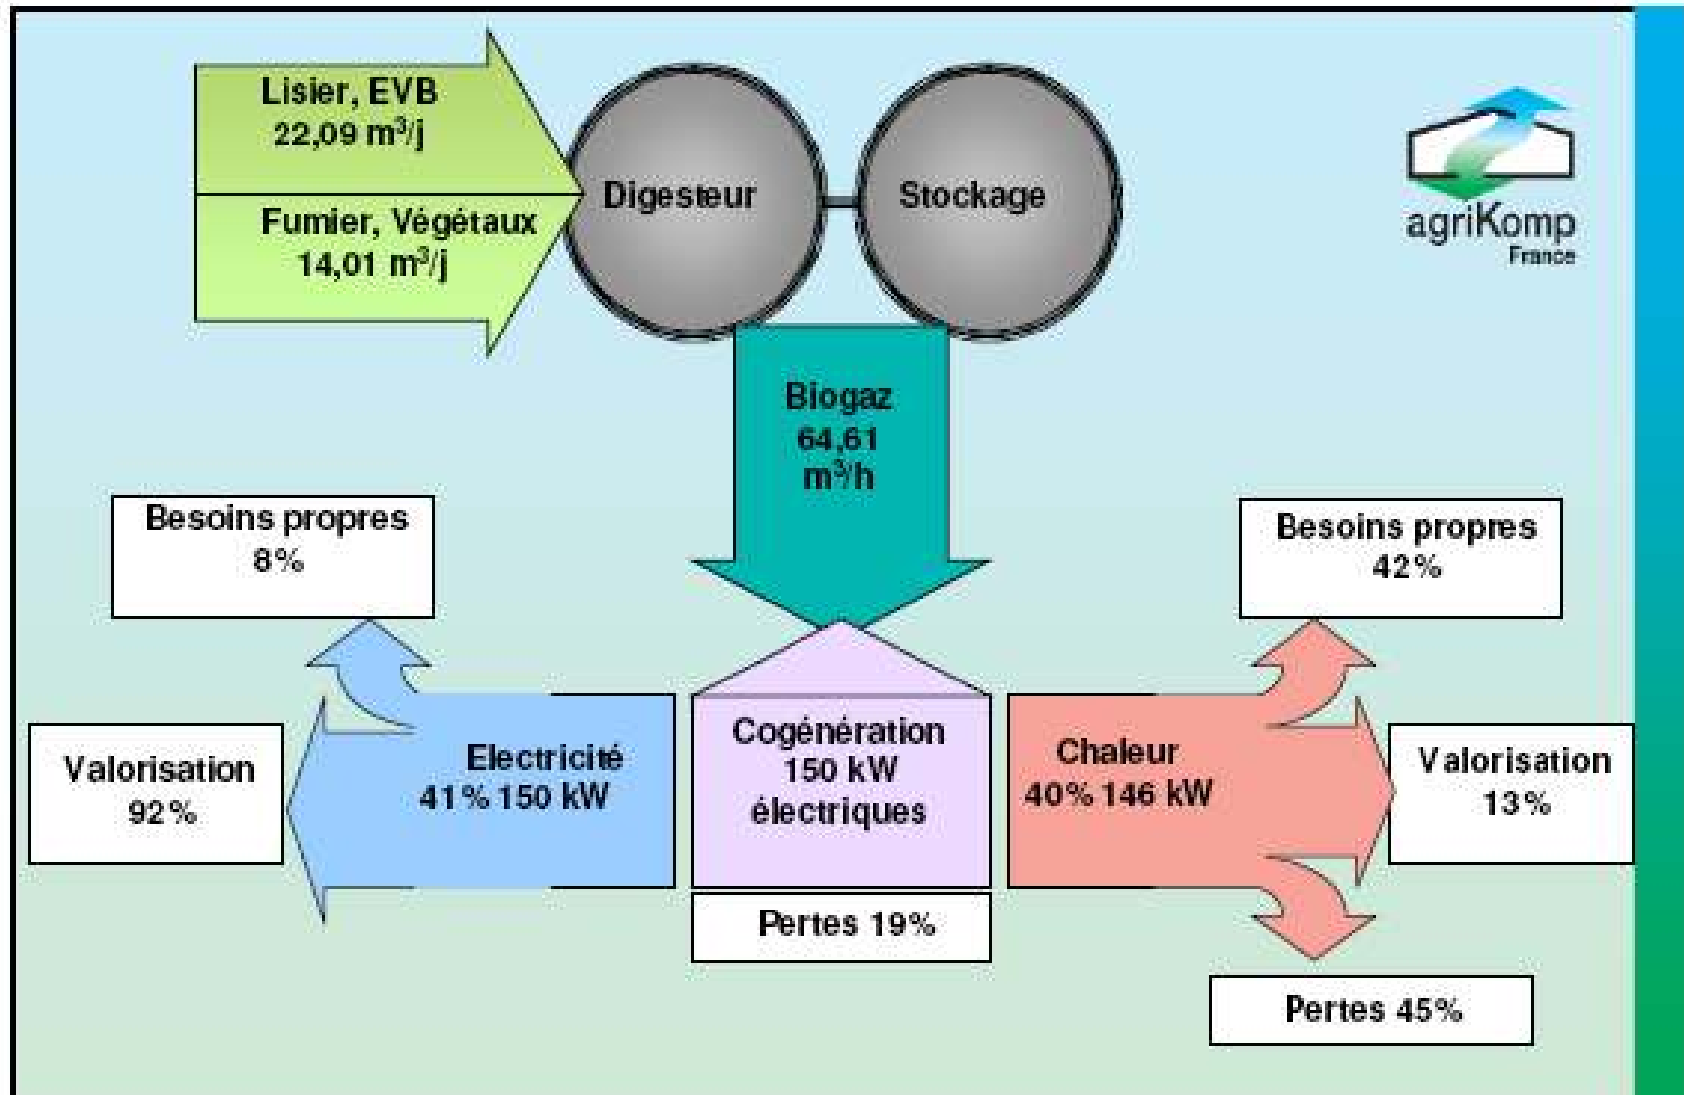 Lisier, EVB
22,09 m³/j
Fumier, Végétaux
14,01 m³/j
Digesteur
Stockage
agriKomp
France
Biogaz
64,61
m³/h
Besoins propres
8%
Besoins propres
42%
Valorisation
92%
Electricité
41% 150 kW
Cogénération
150 kW
électriques
Chaleur
40% 146 kW
Valorisation
13%
Pertes 19%
Pertes 45%